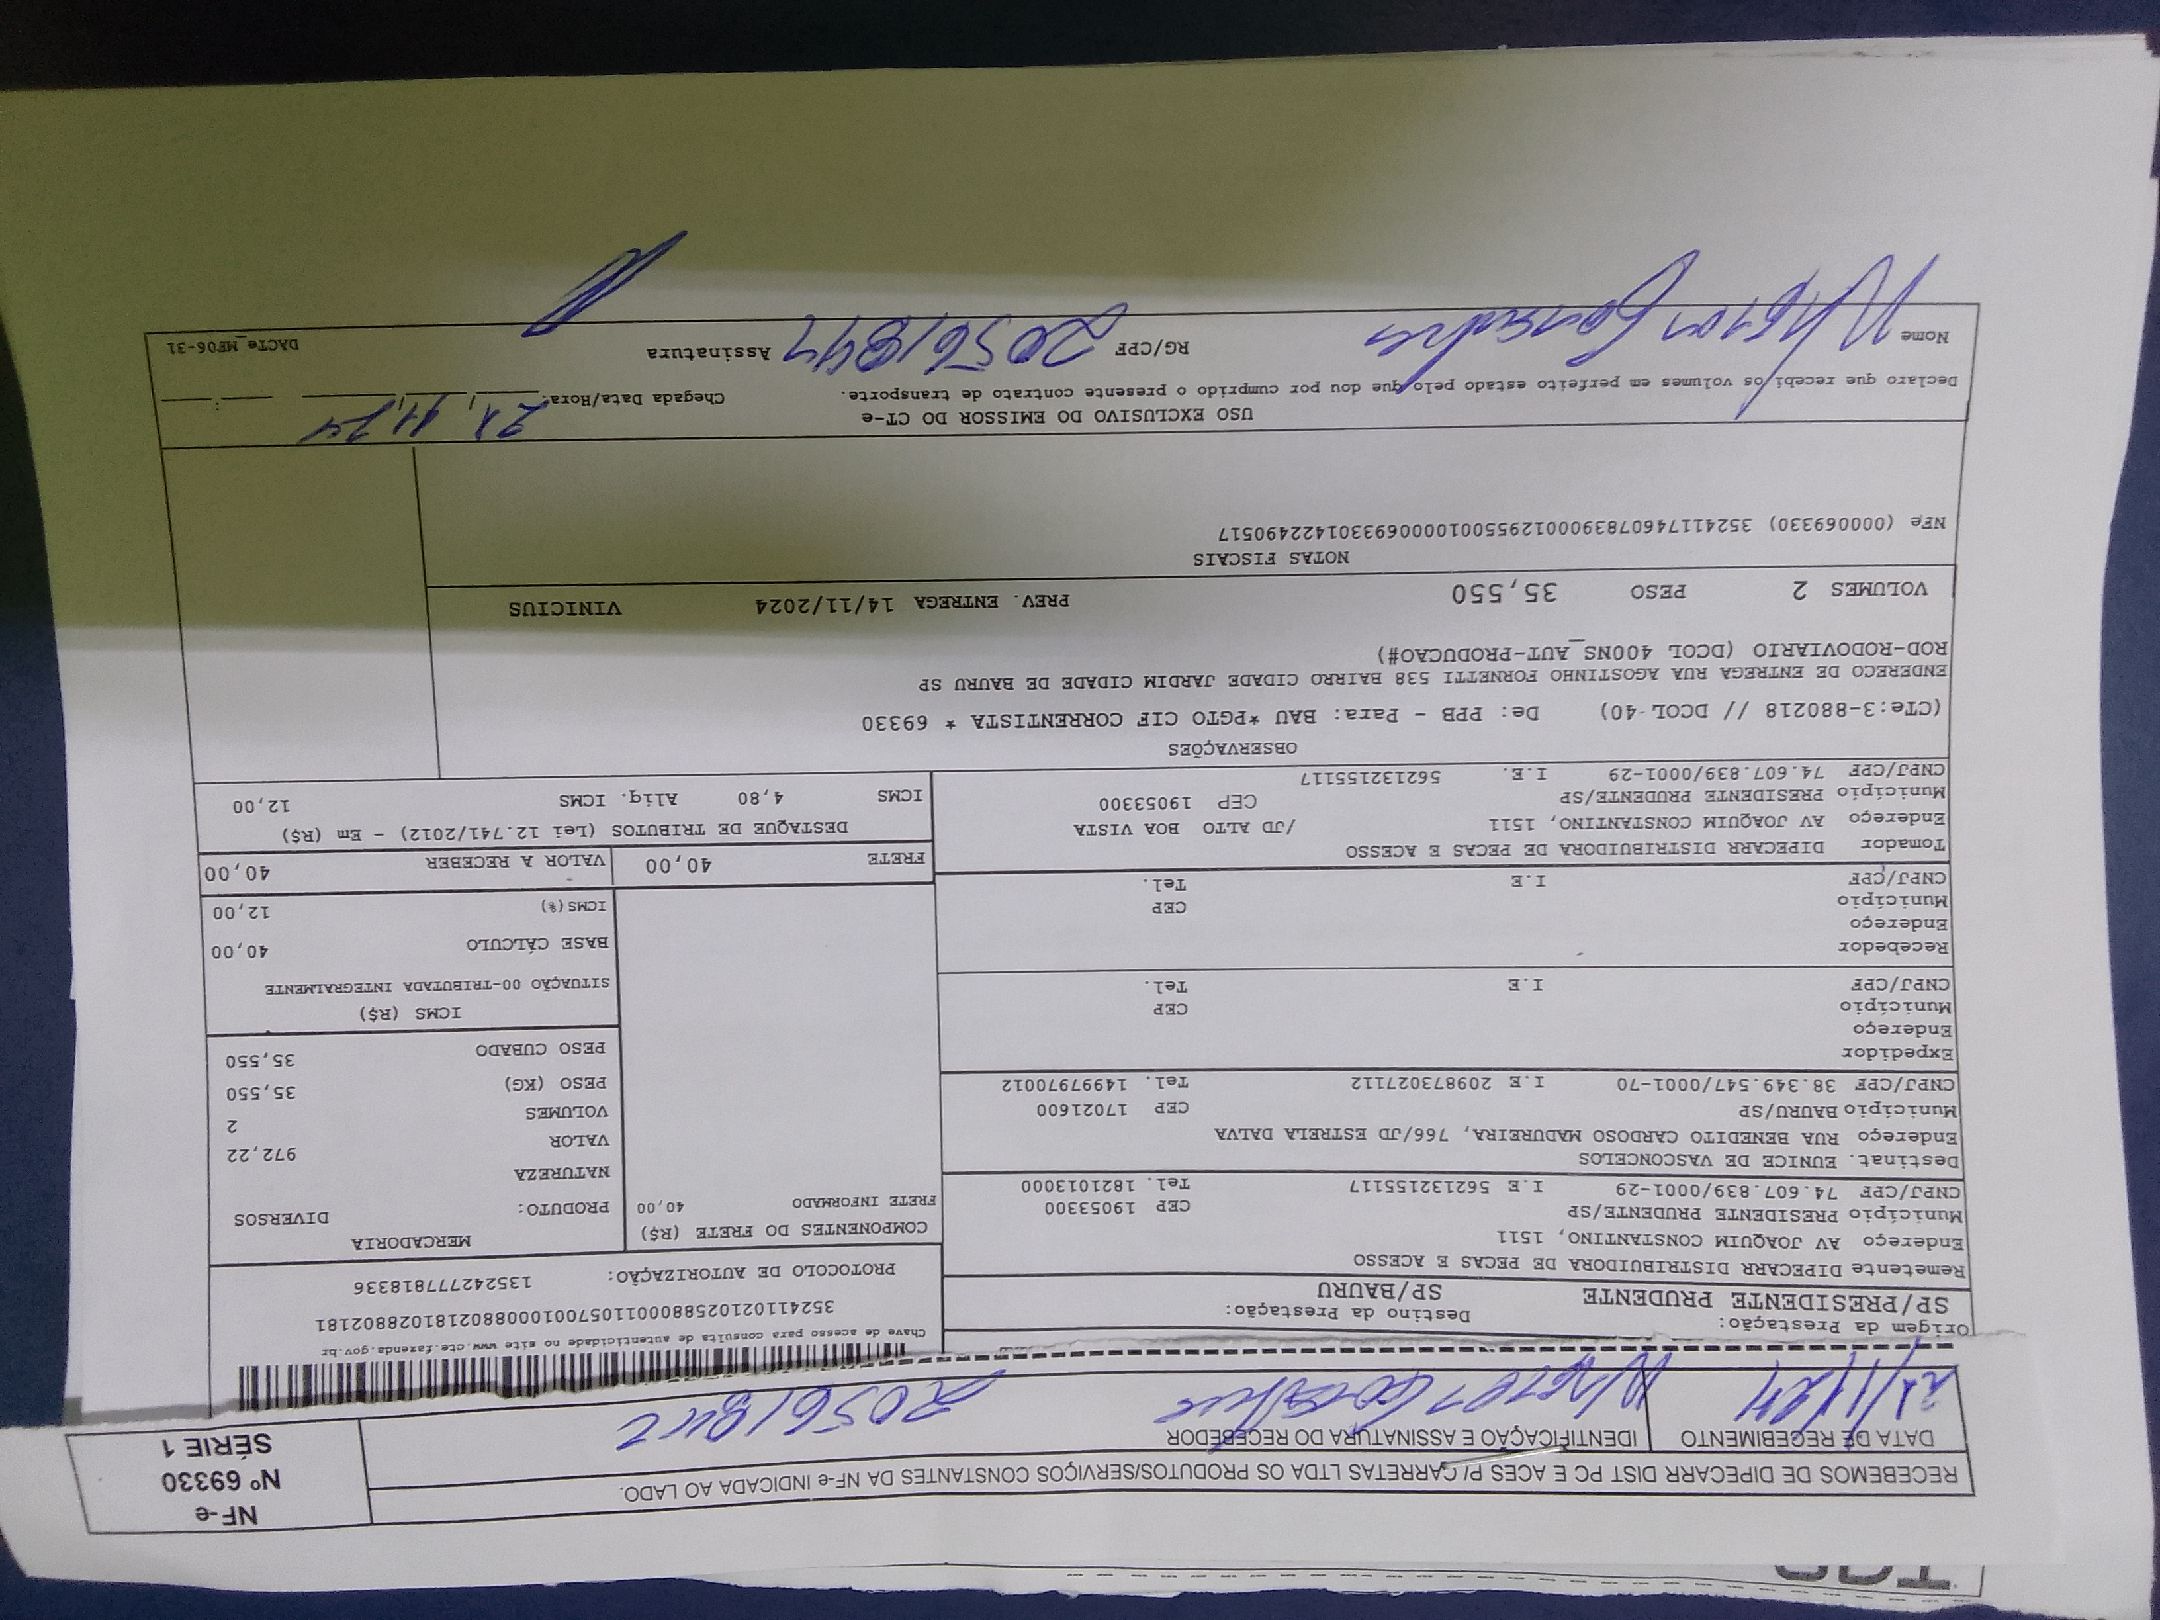 RECEBEMOS DE DIPECARR DIST PC E ACES P/ CARRETAS LTDA OS PRODUTOS/SERVIÇOS CONSTANTES DA NF-e INDICADA AO LADO.
NF-e
Nº 69330
SÉRIE 1
DATA DE RECEBIMENTO
IDENTIFICAÇÃO E ASSINATURA DO RECEBEDOR
Origem da Prestação:
SP/PRESIDENTE PRUDENTE
Destino da Prestação:
SP/BAURU
Chave de acesso para consulta de autenticidade no site www.cte.fazenda.gov.br
PROTOCOLO DE AUTORIZAÇÃO: 135242777818336
Remetente DIPECARR DISTRIBUIDORA DE PECAS E ACESSO
Endereço AV JOAQUIM CONSTANTINO, 1511
Município PRESIDENTE PRUDENTE/SP CEP 19053300
CNPJ/CPF 74.607.839/0001-29 I.E 562132155117 Tel. 1821013000
Destinat. EUNICE DE VASCONCELOS
Endereço RUA BENEDITO CARDOSO MADUREIRA, 766/JD ESTRELA DALVA
Município BAURU/SP CEP 17021600
CNPJ/CPF 38.349.547/0001-70 I.E 209873027112 Tel. 14997970012
Expedidor
Endereço
Município CEP
CNPJ/CPF I.E Tel.
Recebedor
Endereço
Município CEP
CNPJ/CPF I.E Tel.
Tomador DIPECARR DISTRIBUIDORA DE PECAS E ACESSO
Endereço AV JOAQUIM CONSTANTINO, 1511 /JD ALTO BOA VISTA
Município PRESIDENTE PRUDENTE/SP CEP 19053300
CNPJ/CPF 74.607.839/0001-29 I.E. 562132155117
COMPONENTES DO FRETE (R$)
FRETE INFORMADO 40,00
MERCADORIA
PRODUTO: DIVERSOS
NATUREZA
VALOR 972,22
VOLUMES 2
PESO (KG) 35,550
PESO CUBADO 35,550
ICMS (R$)
SITUAÇÃO 00-TRIBUTADA INTEGRALMENTE
BASE CÁLCULO 40,00
ICMS(%) 12,00
FRETE 40,00 VALOR A RECEBER 40,00
DESTAQUE DE TRIBUTOS (Lei 12.741/2012) - Em (R$)
ICMS 4,80 Aliq. ICMS 12,00
OBSERVAÇÕES
(CTe:3-880218 // DCOL-40) De: PPB - Para: BAU *PGTO CIF CORRENTISTA * 69330
ENDERECO DE ENTREGA RUA AGOSTINHO FORNETTI 538 BAIRRO CIDADE JARDIM CIDADE DE BAURU SP
ROD-RODOVIARIO (DCOL 400NS_AUT-PRODUCAO#)
VOLUMES 2 PESO 35,550 PREV. ENTREGA 14/11/2024 VINICIUS
NOTAS FISCAIS
NFe (000069330) 35241174607839000129550010000693301422490517
USO EXCLUSIVO DO EMISSOR DO CT-e
Declaro que recebi os volumes em perfeito estado pelo que dou por cumprido o presente contrato de transporte.
Chegada Data/Hora: 21, 11, 24
Nome RG/CPF Assinatura
DACTe_MF06-31